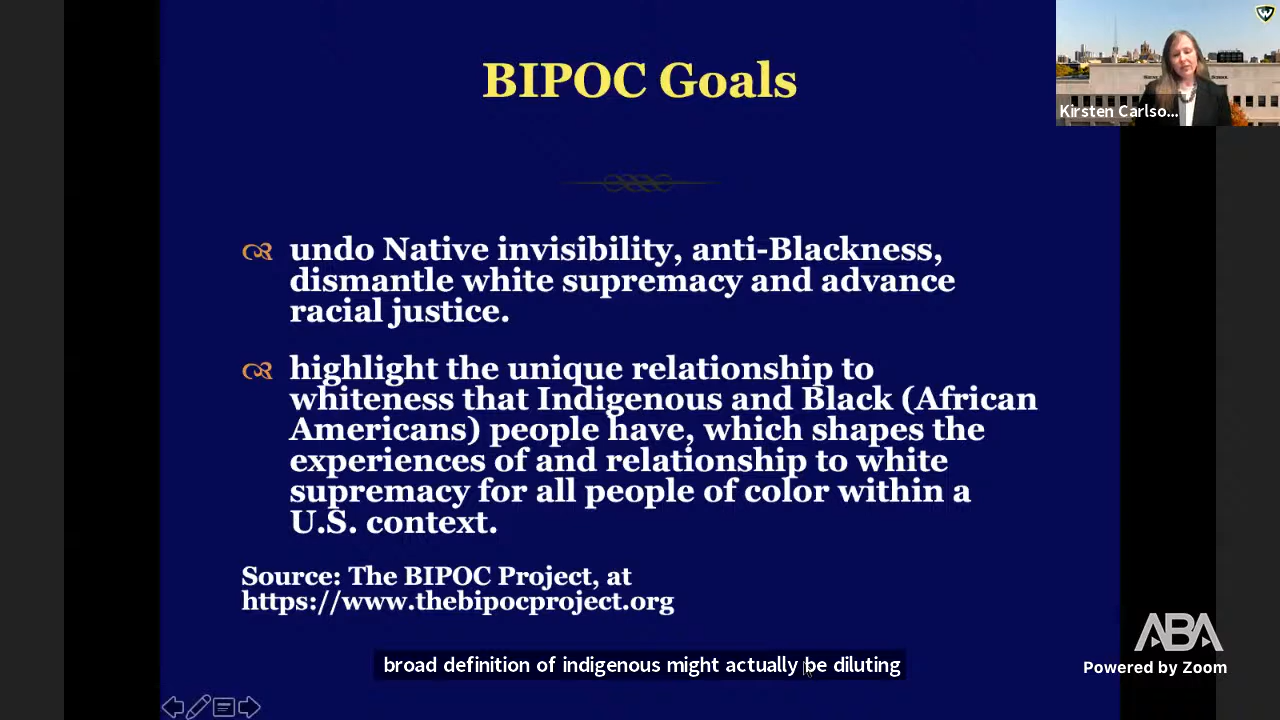 BIPOC Goals
Kirsten Carlso...
undo Native invisibility, anti-Blackness,
dismantle white supremacy and advance
racial justice.
highlight the unique relationship to
whiteness that Indigenous and Black (African
Americans) people have, which shapes the
experiences of and relationship to white
supremacy for all people of color within a
U.S. context.
Source: The BIPOC Project, at
https://www.thebipocproject.org
broad definition of indigenous might actually be diluting
ABA
Powered by Zoom